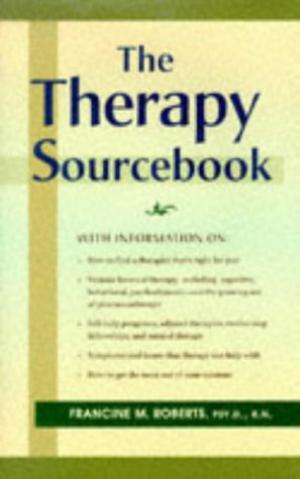 The
Therapy
Sourcebook
WITH INFORMATION ON:
How to find a therapist that's right for you
Various forms of therapy, including cognitive,
behavioral, psychodynamic, and the growing use
of pharmacotherapy
Self-help programs, adjunct therapies,
fellowships, and natural therapy
Symptoms and issues that therapy can help with
How to get the most out of your sessions
FRANCINE M. ROBERTS, PSY.D., R.N.